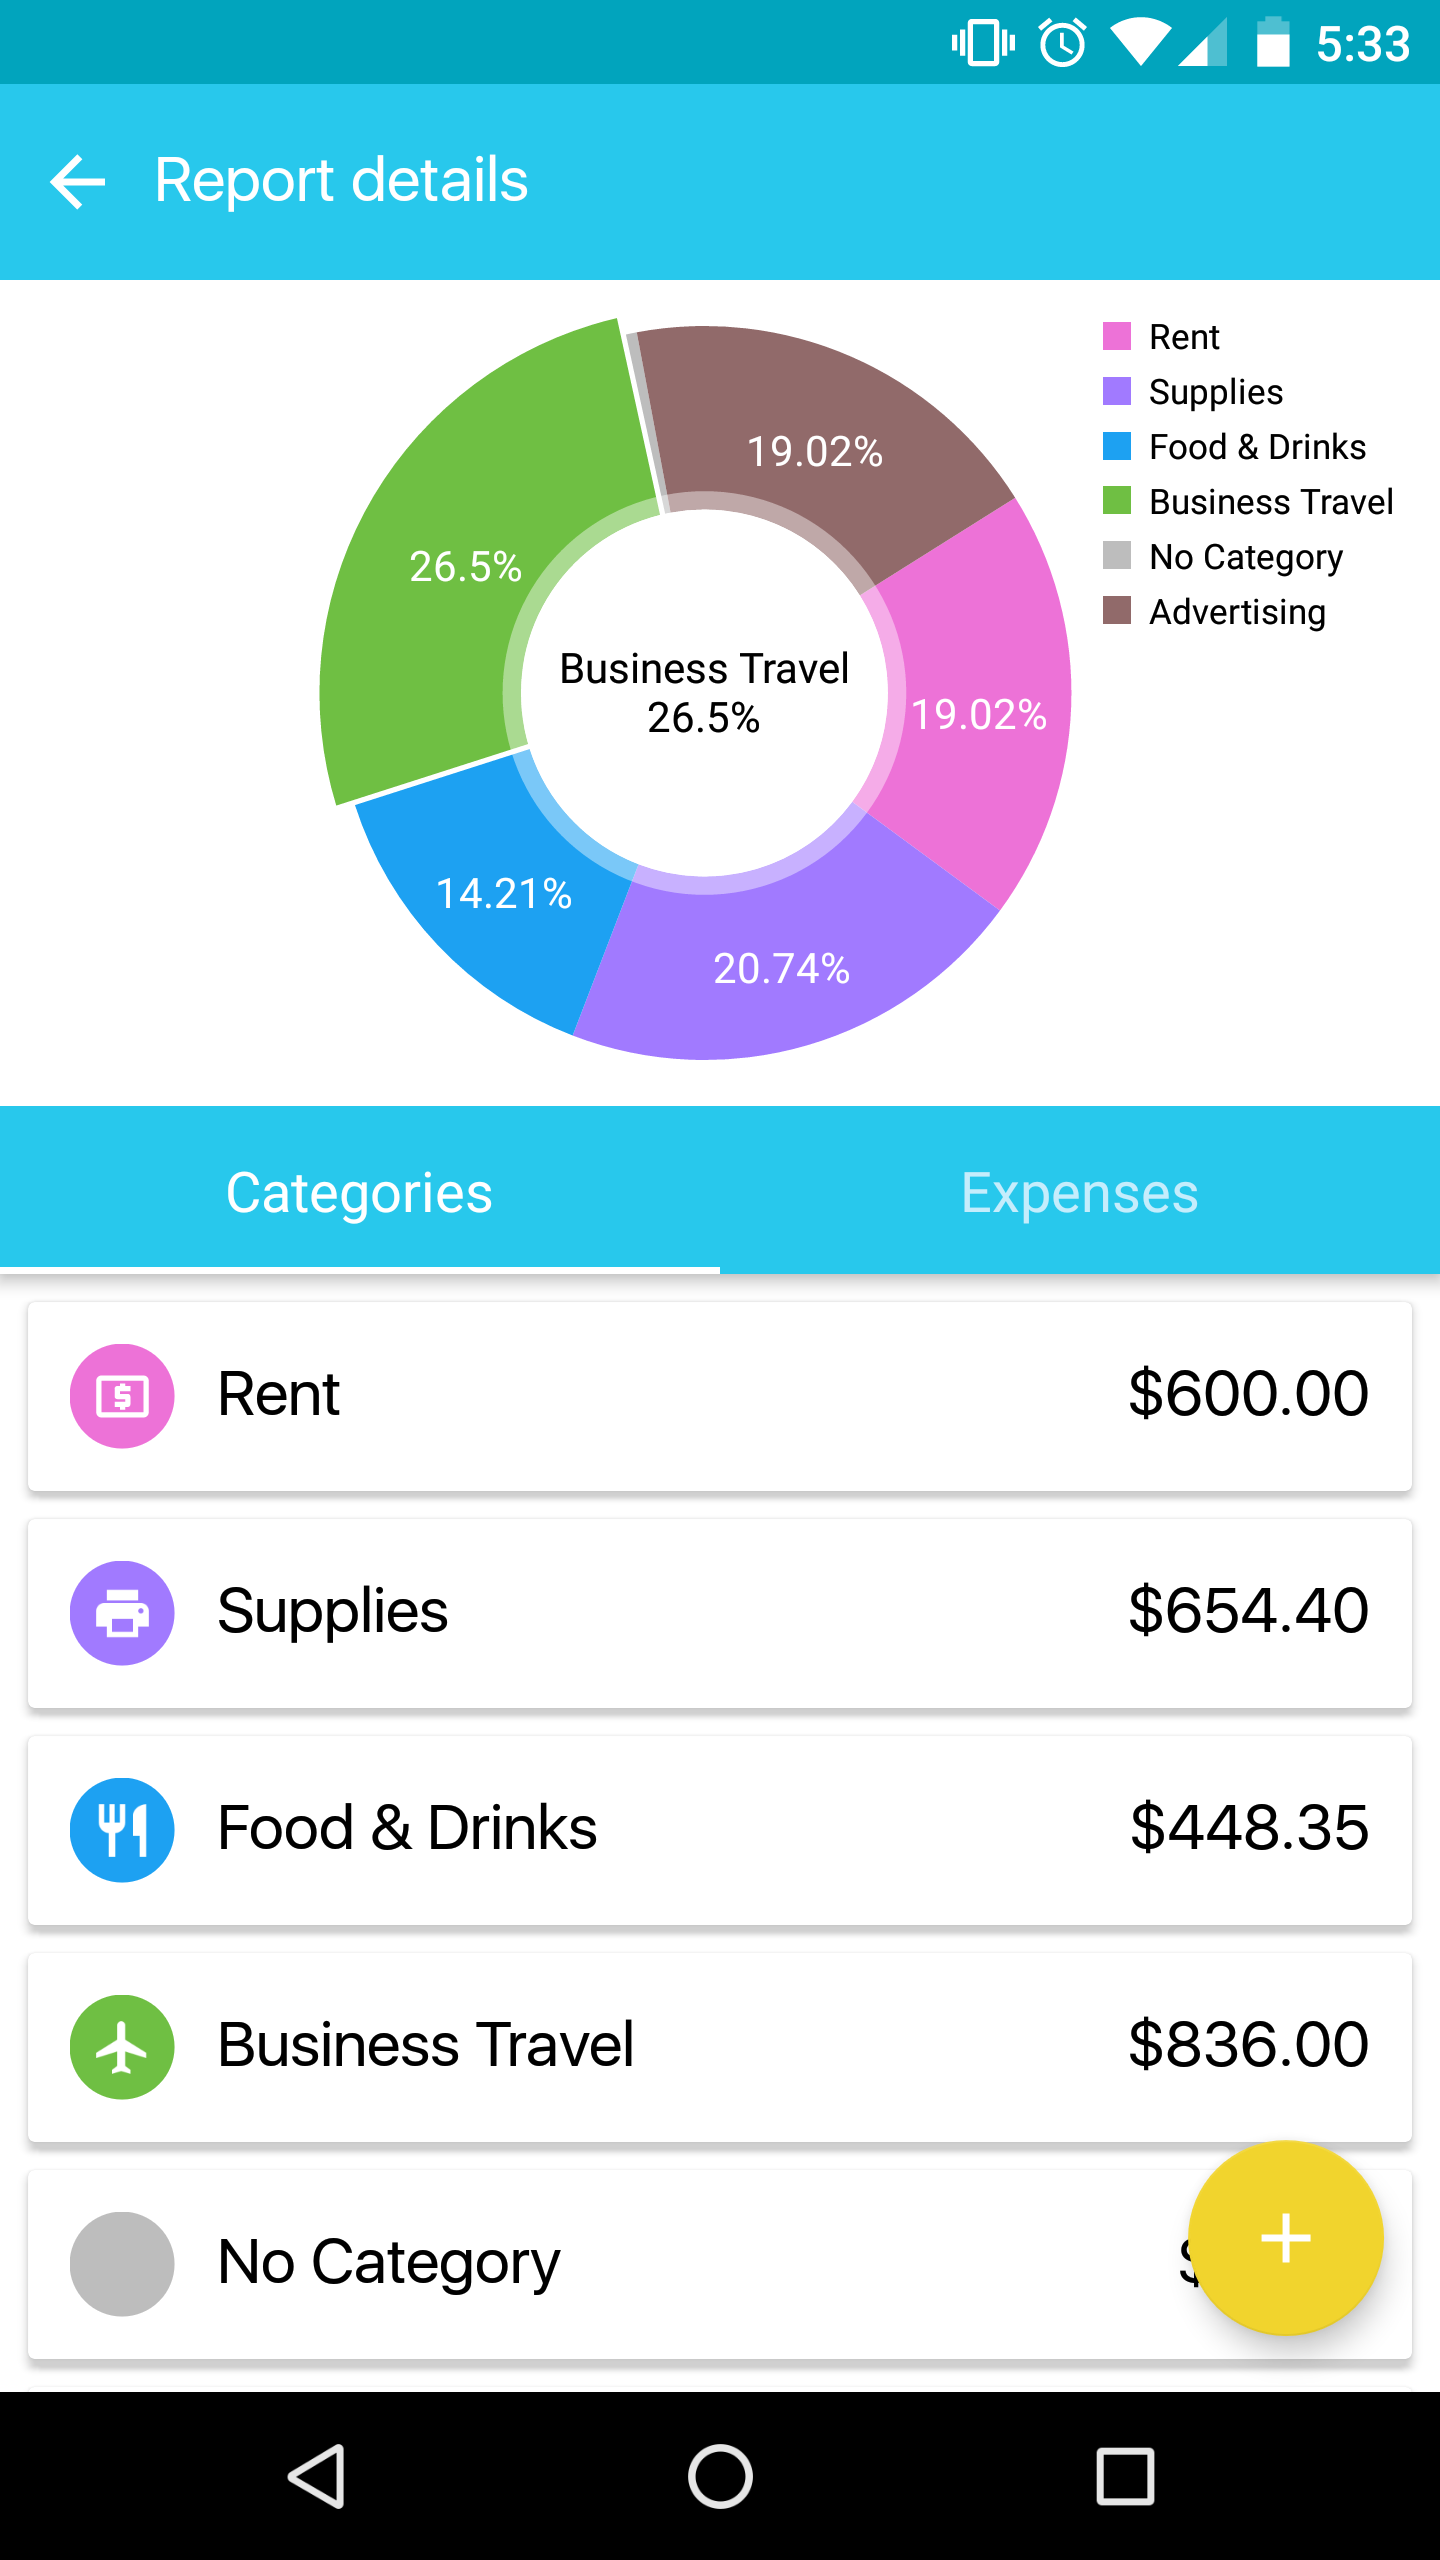 5:33
Report details
Rent
Supplies
Food & Drinks
Business Travel
No Category
Advertising
19.02%
26.5%
Business Travel
26.5%
19.02%
14.21%
20.74%
Categories
Expenses
Rent $600.00
Supplies $654.40
Food & Drinks $448.35
Business Travel $836.00
No Category